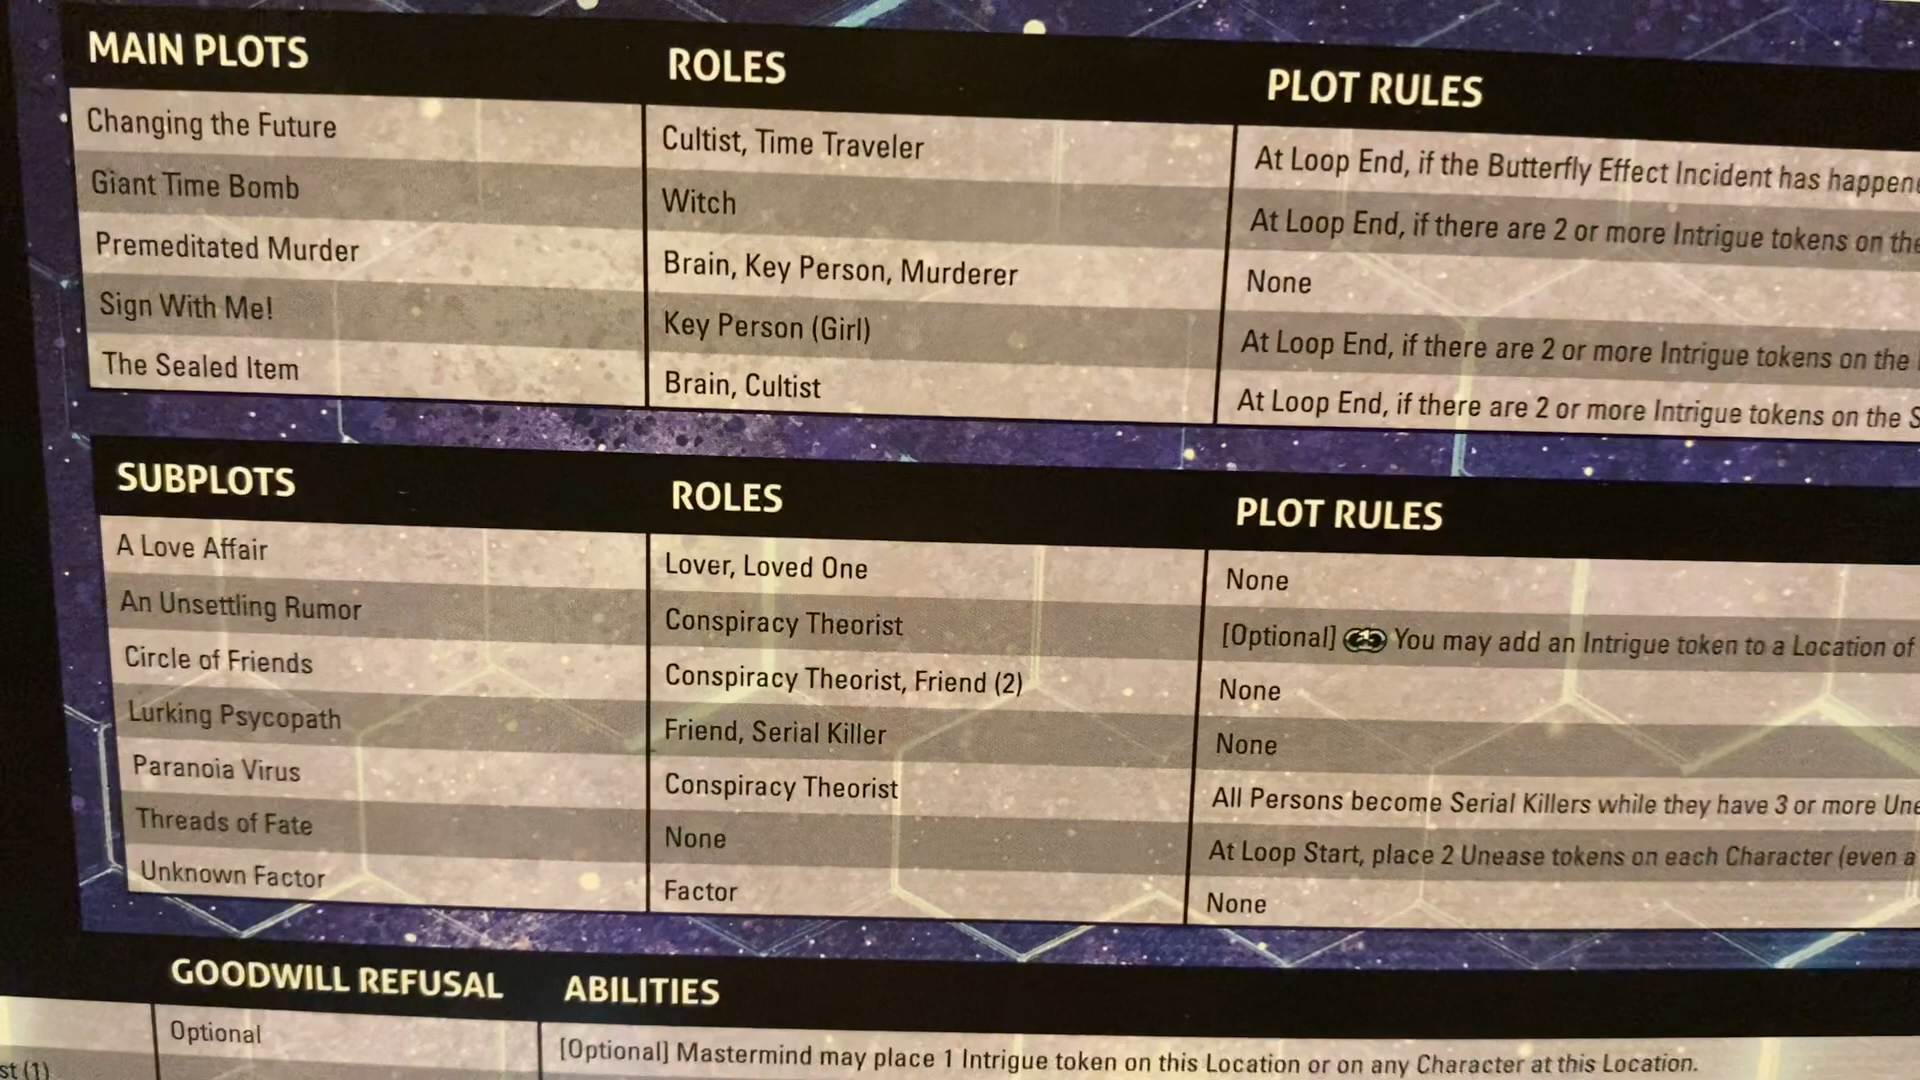 MAIN PLOTS ROLES PLOT RULES
Changing the Future Cultist, Time Traveler At Loop End, if the Butterfly Effect Incident has happene
Giant Time Bomb Witch At Loop End, if there are 2 or more Intrigue tokens on the
Premeditated Murder Brain, Key Person, Murderer None
Sign With Me! Key Person (Girl) At Loop End, if there are 2 or more Intrigue tokens on the
The Sealed Item Brain, Cultist At Loop End, if there are 2 or more Intrigue tokens on the S
SUBPLOTS ROLES PLOT RULES
A Love Affair Lover, Loved One None
An Unsettling Rumor Conspiracy Theorist [Optional] You may add an Intrigue token to a Location of
Circle of Friends Conspiracy Theorist, Friend (2) None
Lurking Psycopath Friend, Serial Killer None
Paranoia Virus Conspiracy Theorist All Persons become Serial Killers while they have 3 or more Une
Threads of Fate None At Loop Start, place 2 Unease tokens on each Character (even a
Unknown Factor Factor None
GOODWILL REFUSAL ABILITIES
Optional [Optional] Mastermind may place 1 Intrigue token on this Location or on any Character at this Location.
st (1)